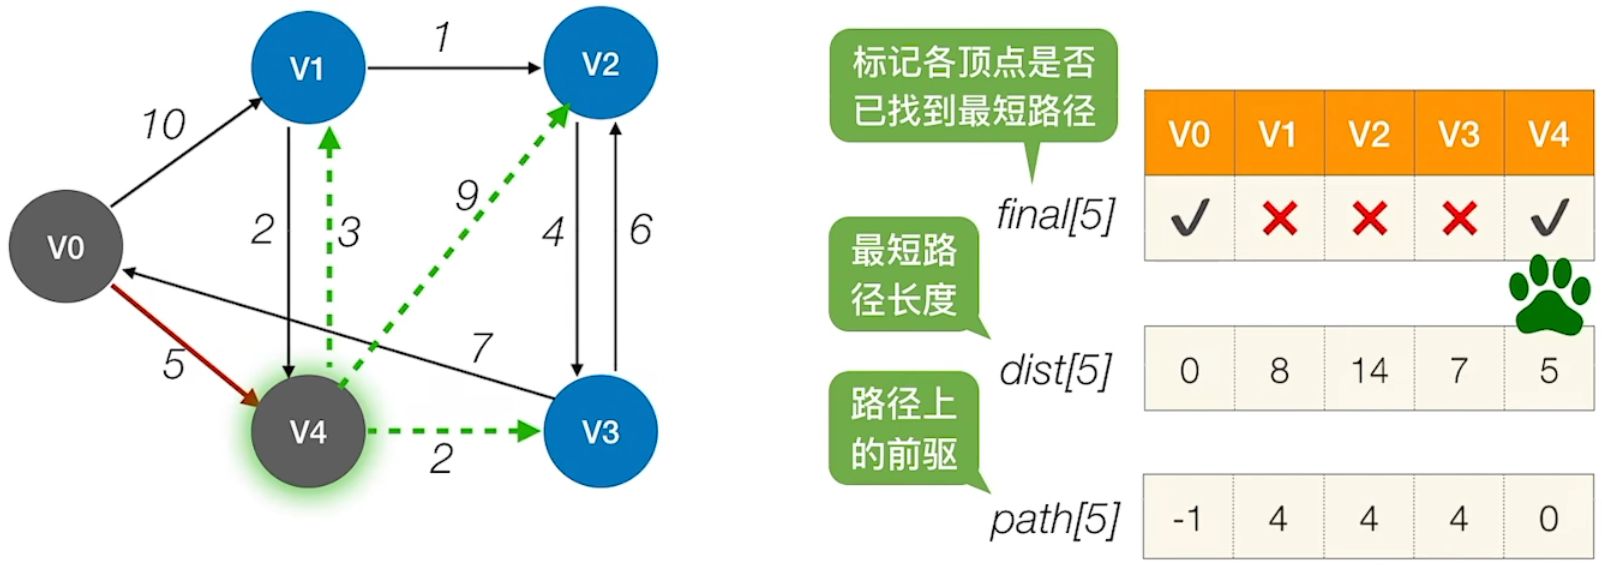 V1
1
V2
10
V0
2
3
9
4
6
5
7
V4
2
V3
标记各顶点是否
已找到最短路径
V0 V1 V2 V3 V4
final[5] ✓ ✕ ✕ ✕ ✓
最短路
径长度
dist[5] 0 8 14 7 5
路径上
的前驱
path[5] -1 4 4 4 0